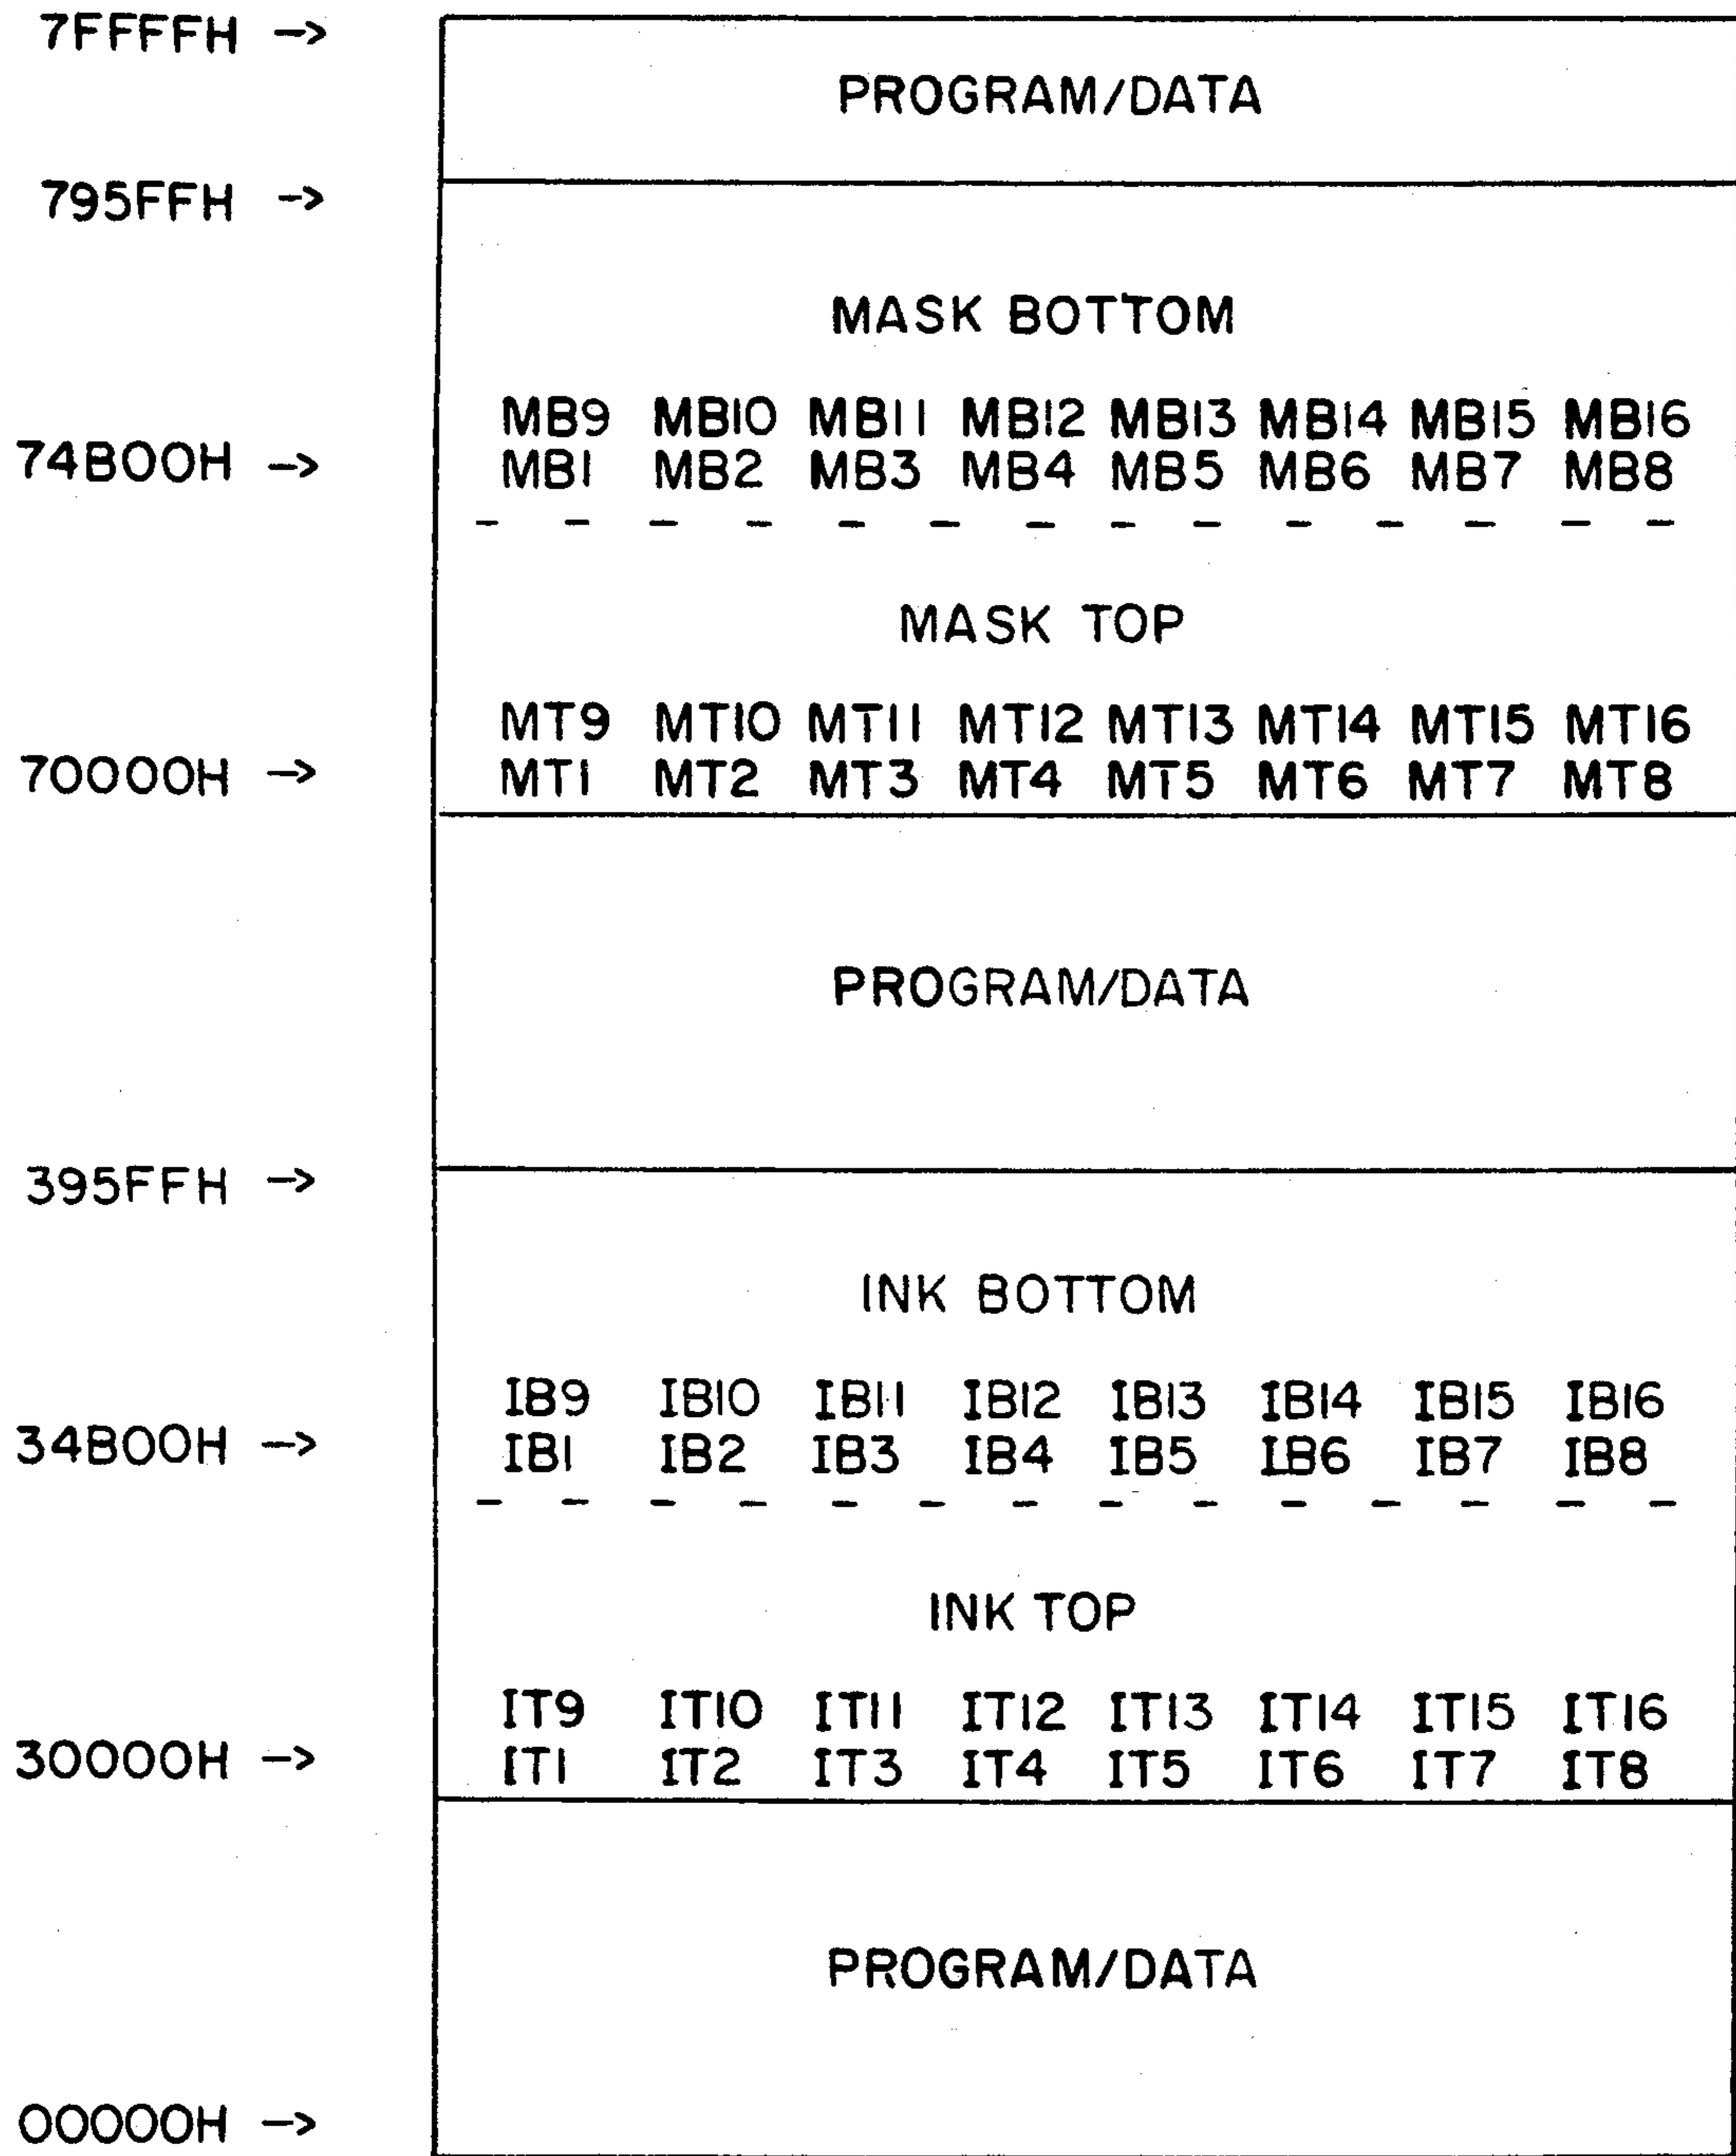 7FFFFH ->
PROGRAM/DATA
795FFH ->
MASK BOTTOM
MB9 MB10 MB11 MB12 MB13 MB14 MB15 MB16
74B00H -> MB1 MB2 MB3 MB4 MB5 MB6 MB7 MB8
MASK TOP
MT9 MT10 MT11 MT12 MT13 MT14 MT15 MT16
70000H -> MT1 MT2 MT3 MT4 MT5 MT6 MT7 MT8
PROGRAM/DATA
395FFH ->
INK BOTTOM
IB9 IB10 IB11 IB12 IB13 IB14 IB15 IB16
34B00H -> IB1 IB2 IB3 IB4 IB5 IB6 IB7 IB8
INK TOP
IT9 IT10 IT11 IT12 IT13 IT14 IT15 IT16
30000H -> IT1 IT2 IT3 IT4 IT5 IT6 IT7 IT8
PROGRAM/DATA
00000H ->